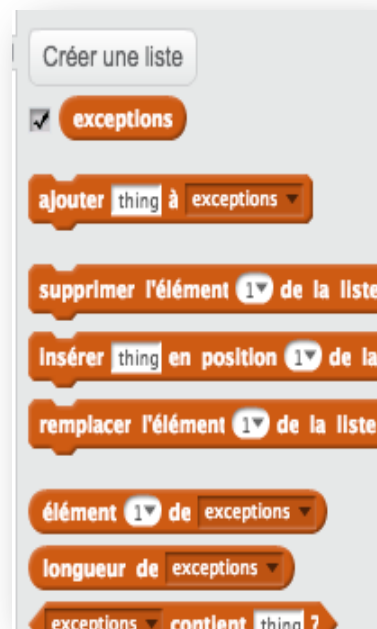 Créer une liste
exceptions
ajouter thing à exceptions
supprimer l'élément 1 de la liste
insérer thing en position 1 de la
remplacer l'élément 1 de la liste
élément 1 de exceptions
longueur de exceptions
exceptions contient thing ?